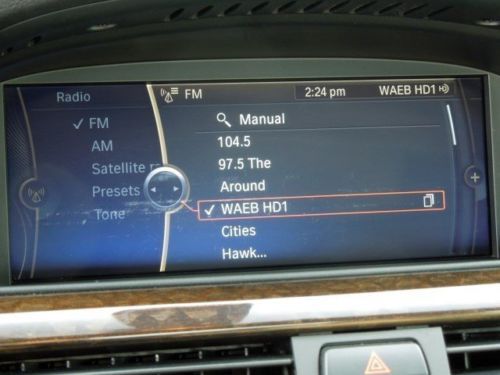 Radio
FM
2:24 pm
WAEB HD1
✓ FM
AM
Satellite r
Presets
Tone
Manual
104.5
97.5 The
Around
✓ WAEB HD1
Cities
Hawk...